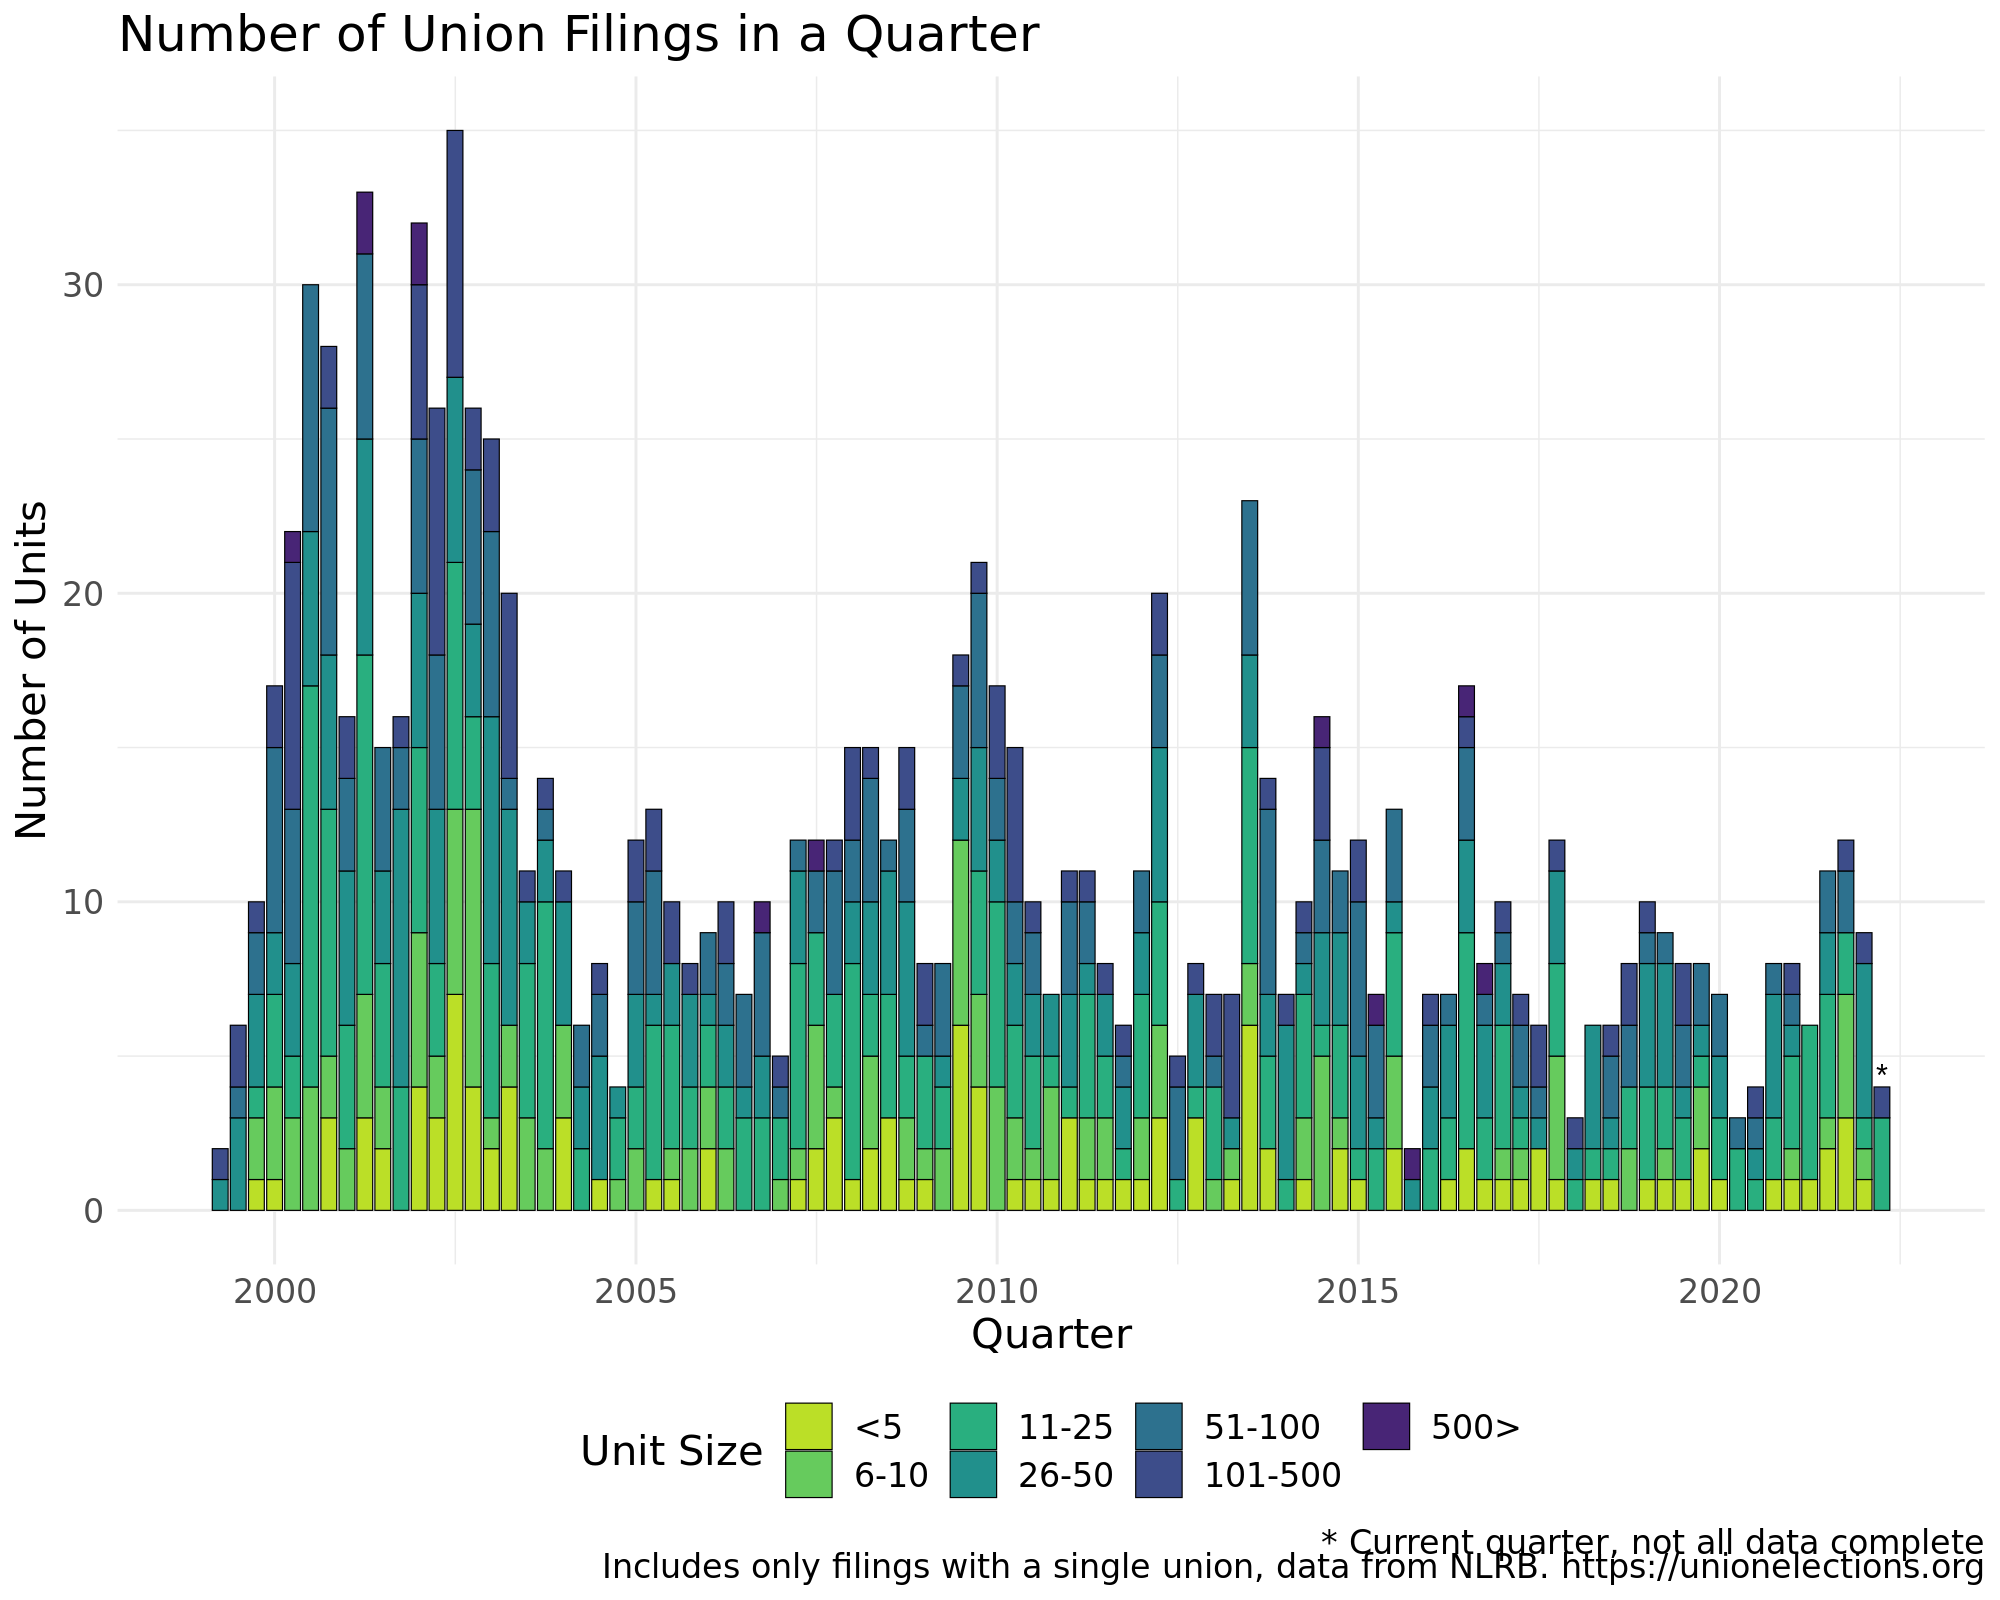 Number of Union Filings in a Quarter
Number of Units
30
20
10
0
*
2000 2005 2010 2015 2020
Quarter
Unit Size
<5 11-25 51-100 500>
6-10 26-50 101-500
* Current quarter, not all data complete
Includes only filings with a single union, data from NLRB. https://unionelections.org